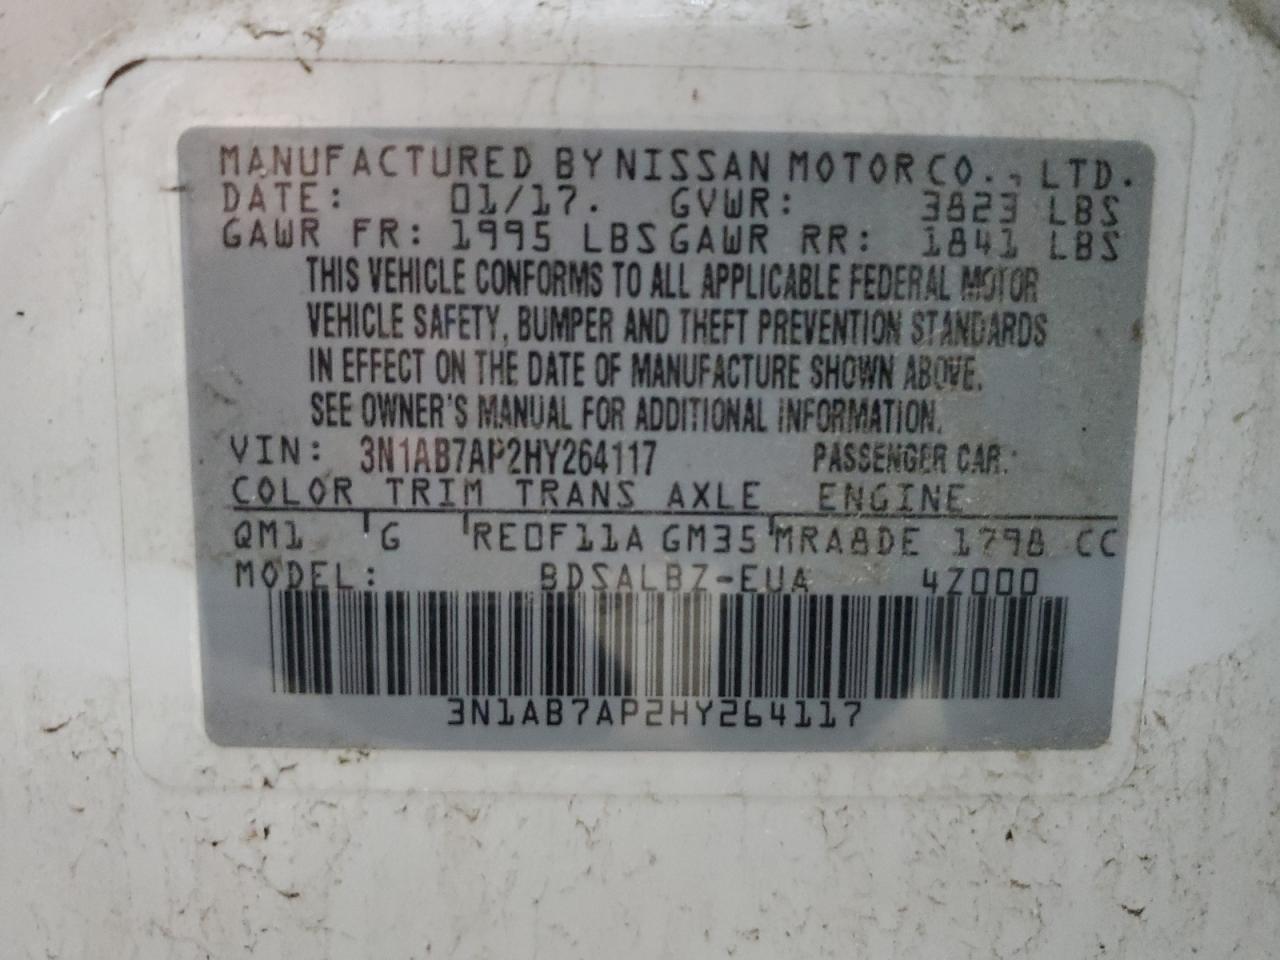 MANUFACTURED BY NISSAN MOTOR CO., LTD.
DATE: 01/17. GVWR: 3823 LBS
GAWR FR: 1995 LBS GAWR RR: 1841 LBS
THIS VEHICLE CONFORMS TO ALL APPLICABLE FEDERAL MOTOR
VEHICLE SAFETY, BUMPER AND THEFT PREVENTION STANDARDS
IN EFFECT ON THE DATE OF MANUFACTURE SHOWN ABOVE.
SEE OWNER'S MANUAL FOR ADDITIONAL INFORMATION.
VIN: 3N1AB7AP2HY264117 PASSENGER CAR.
COLOR TRIM TRANS AXLE ENGINE
QM1 G RE0F11A GM35 MRA8DE 1798 CC
MODEL: BDSALBZ-EUA 4Z000
3N1AB7AP2HY264117